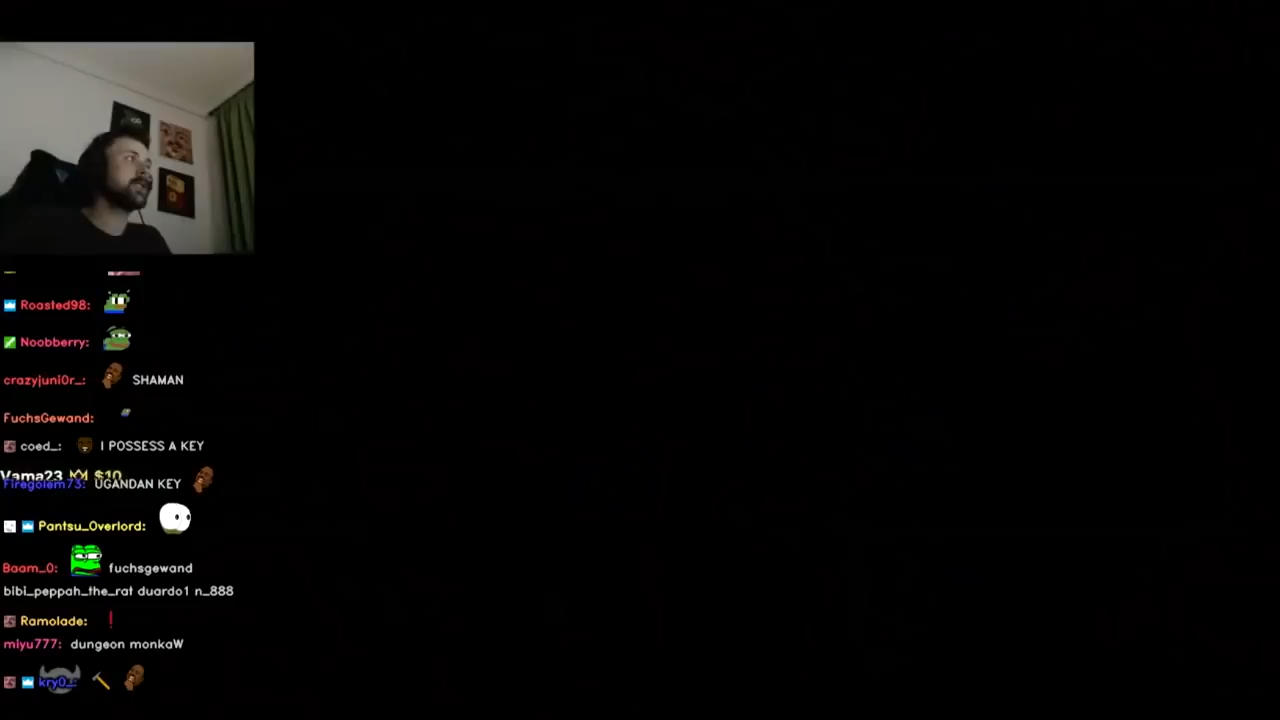 Roasted98:
Noobberry:
crazyjuni0r_: SHAMAN
FuchsGewand:
coed_: I POSSESS A KEY
Vama23 $10
Firegolem73: UGANDAN KEY
Pantsu_Overlord:
Baam_0: fuchsgewand
bibi_peppah_the_rat duardo1 n_888
Ramolade: ❗
miyu777: dungeon monkaW
kry0_: